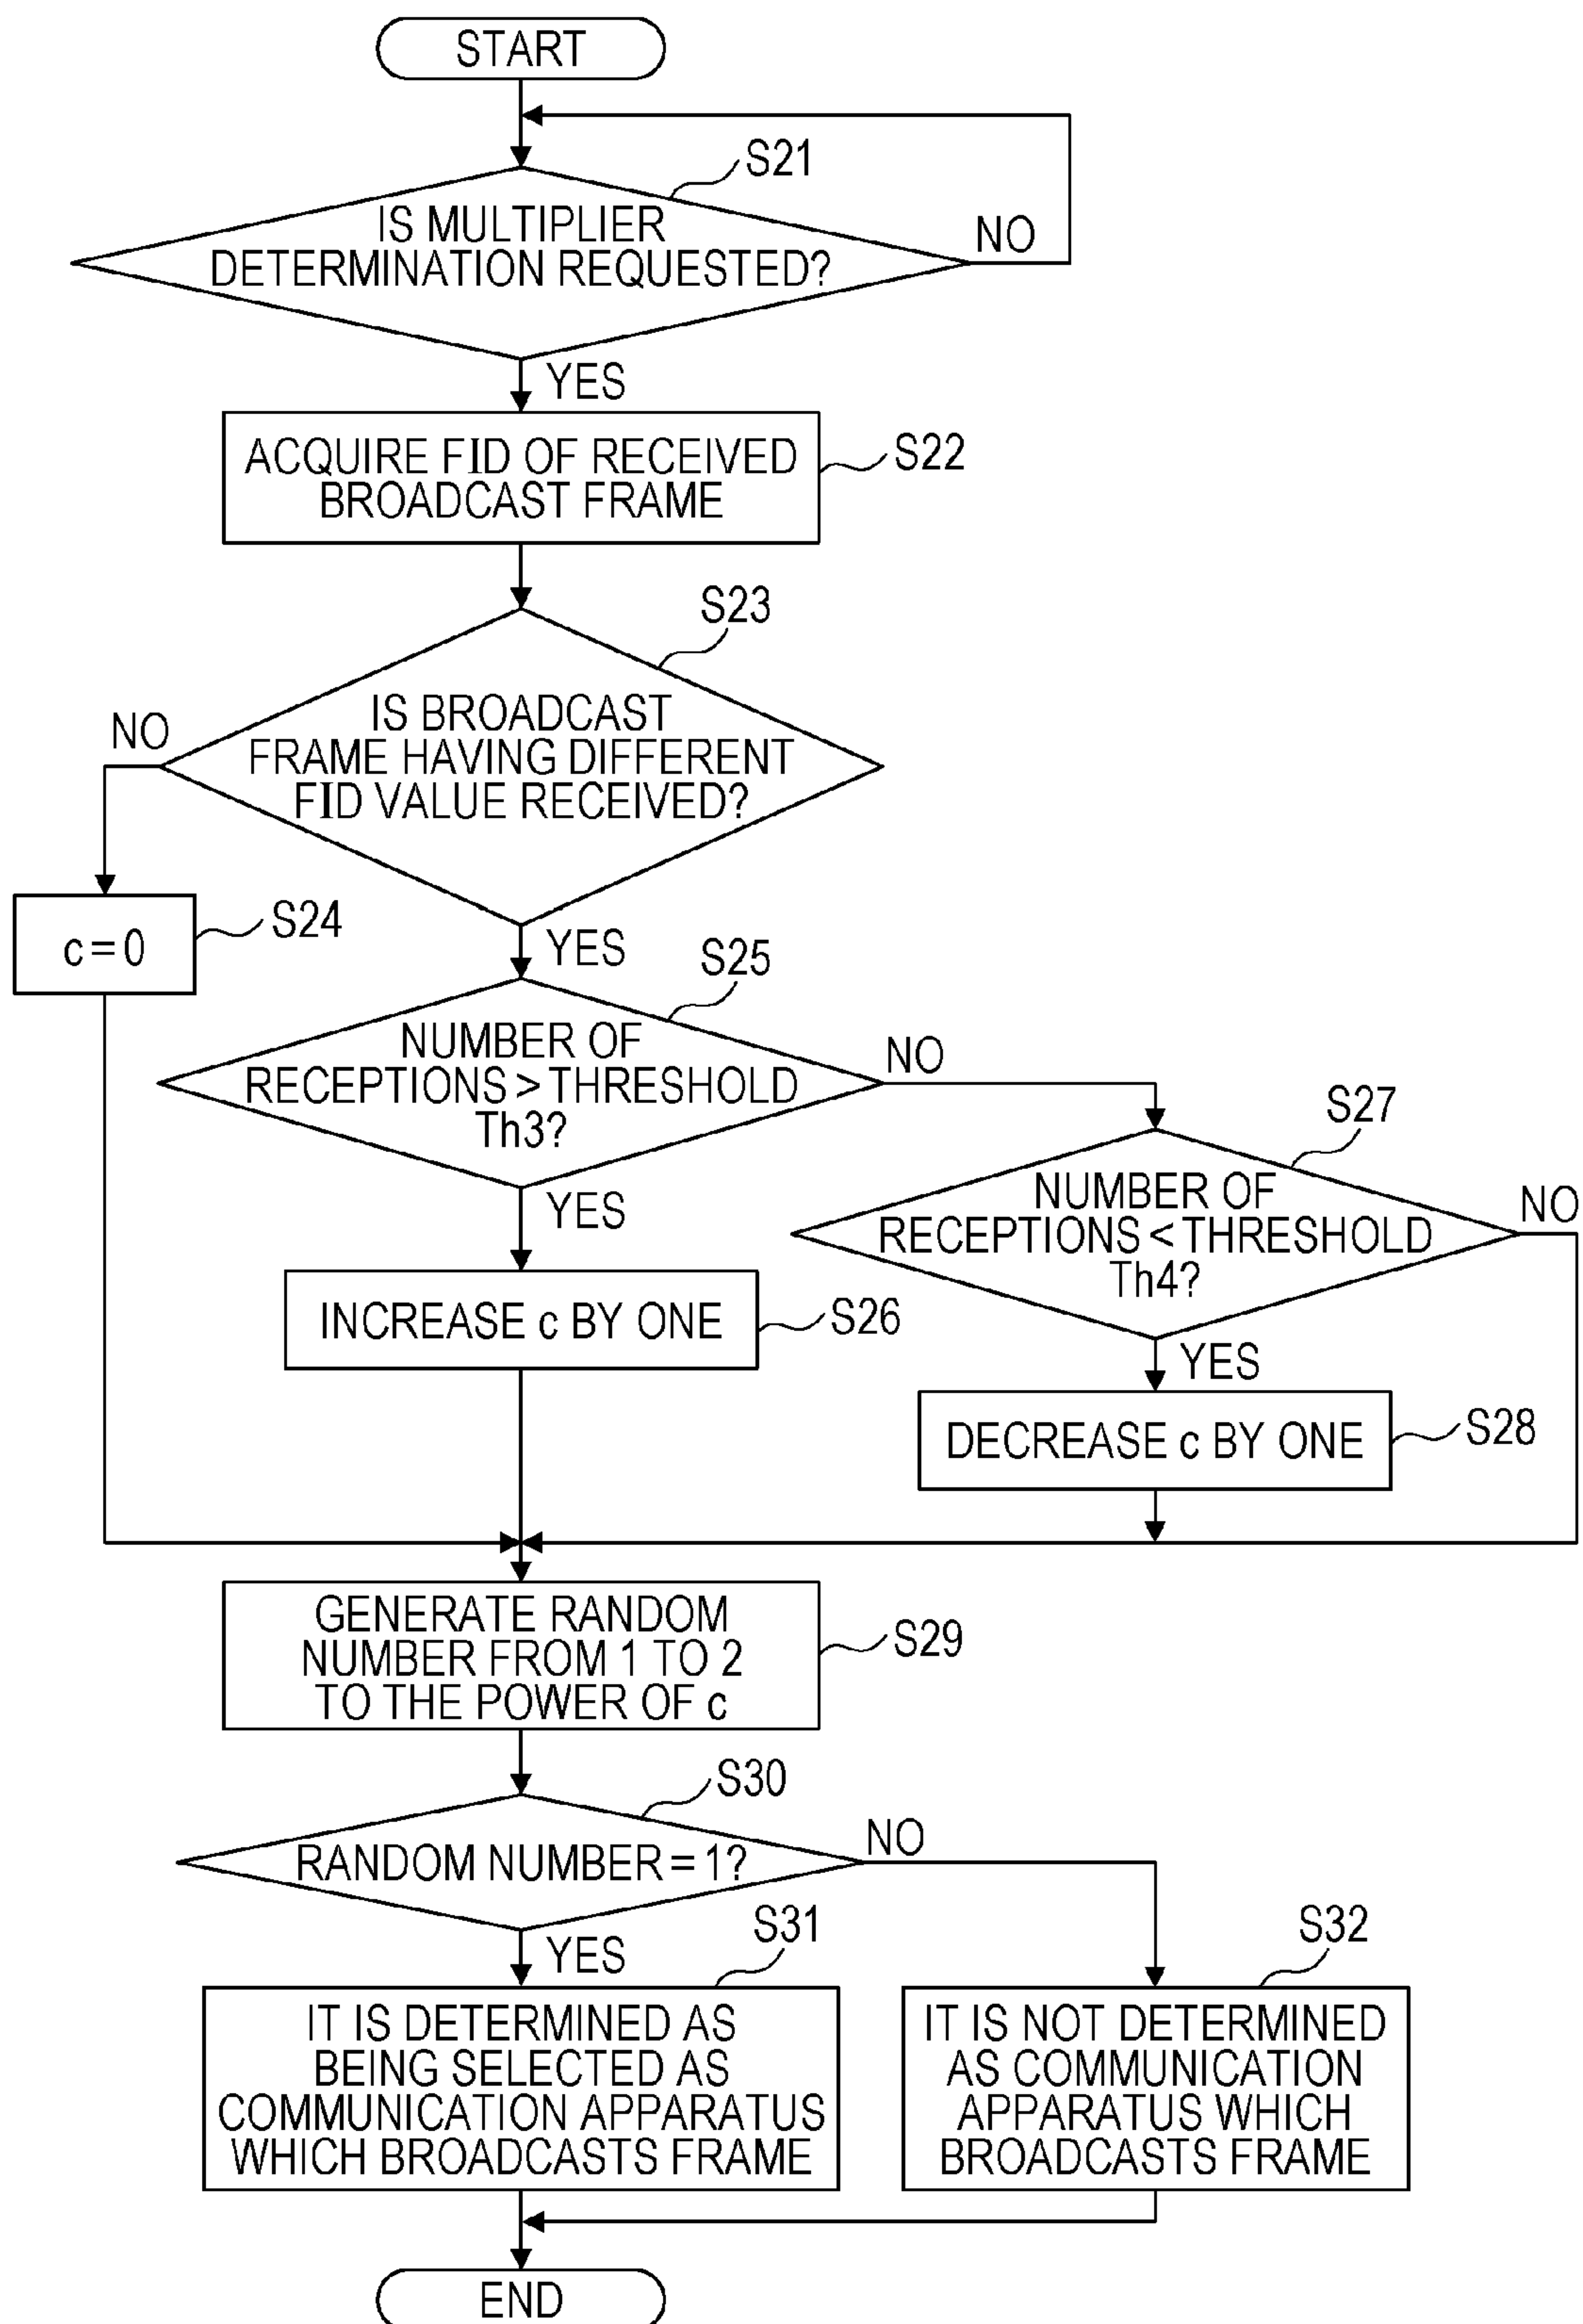 START
S21
IS MULTIPLIER
DETERMINATION REQUESTED?
NO
YES
ACQUIRE FID OF RECEIVED
BROADCAST FRAME
S22
S23
IS BROADCAST
FRAME HAVING DIFFERENT
FID VALUE RECEIVED?
NO
YES
c=0
S24
S25
NUMBER OF
RECEPTIONS > THRESHOLD
Th3?
NO
YES
S27
NUMBER OF
RECEPTIONS < THRESHOLD
Th4?
NO
YES
INCREASE c BY ONE
S26
DECREASE c BY ONE
S28
GENERATE RANDOM
NUMBER FROM 1 TO 2
TO THE POWER OF c
S29
S30
RANDOM NUMBER=1?
NO
YES
S31
IT IS DETERMINED AS
BEING SELECTED AS
COMMUNICATION APPARATUS
WHICH BROADCASTS FRAME
S32
IT IS NOT DETERMINED
AS COMMUNICATION
APPARATUS WHICH
BROADCASTS FRAME
END